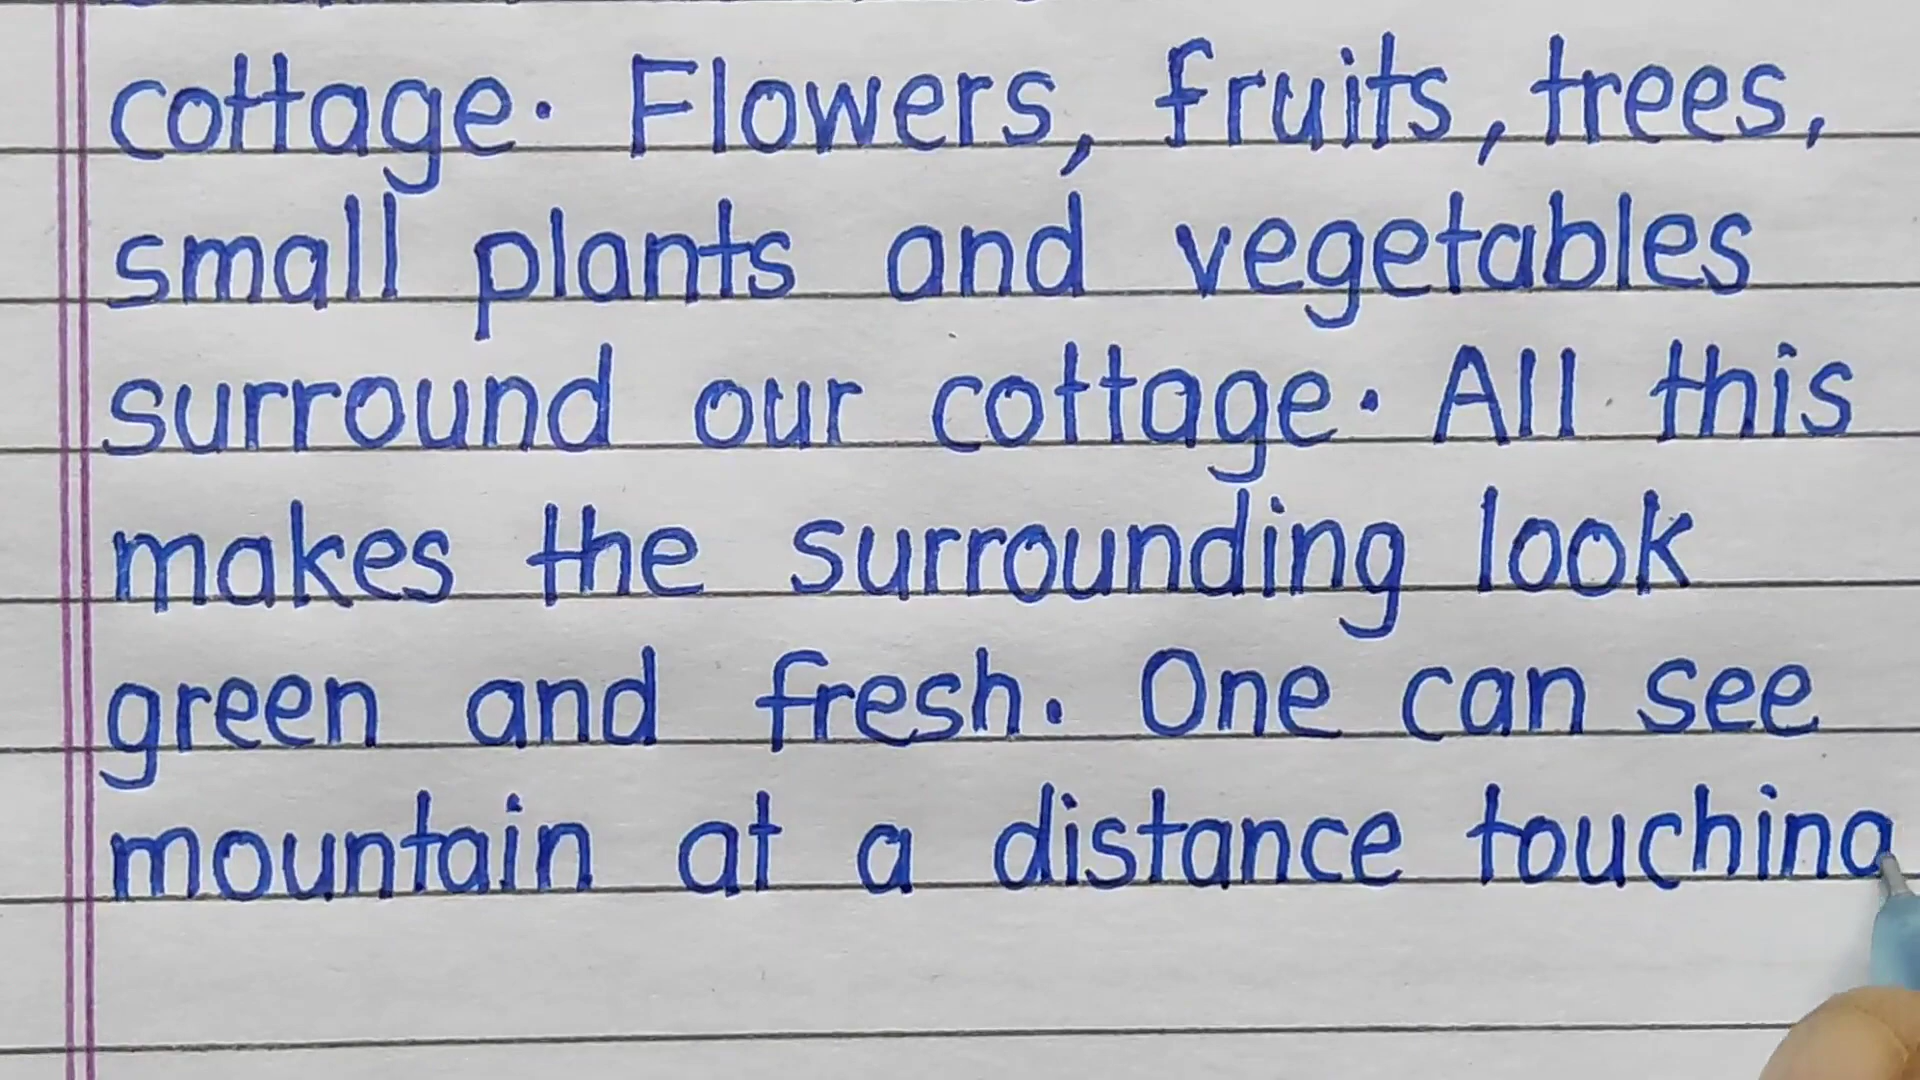 cottage. Flowers, fruits, trees,
small plants and vegetables
surround our cottage. All this
makes the surrounding look
green and fresh. One can see
mountain at a distance touchina